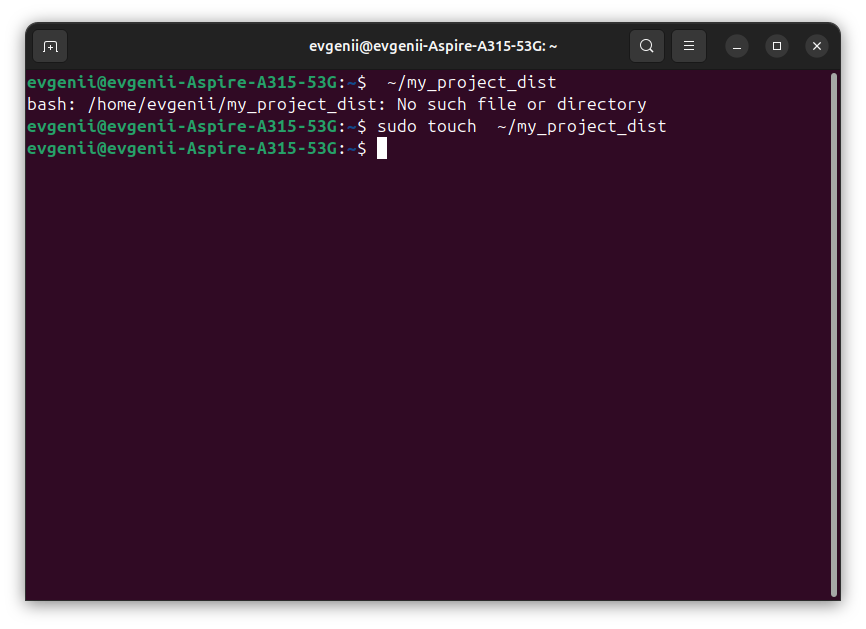 evgenii@evgenii-Aspire-A315-53G: ~
evgenii@evgenii-Aspire-A315-53G:~$  ~/my_project_dist
bash: /home/evgenii/my_project_dist: No such file or directory
evgenii@evgenii-Aspire-A315-53G:~$ sudo touch  ~/my_project_dist
evgenii@evgenii-Aspire-A315-53G:~$